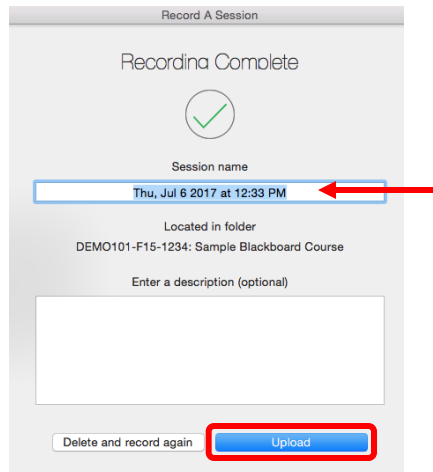 Record A Session
Recording Complete
Session name
Thu, Jul 6 2017 at 12:33 PM
Located in folder
DEMO101-F15-1234: Sample Blackboard Course
Enter a description (optional)
Delete and record again
Upload